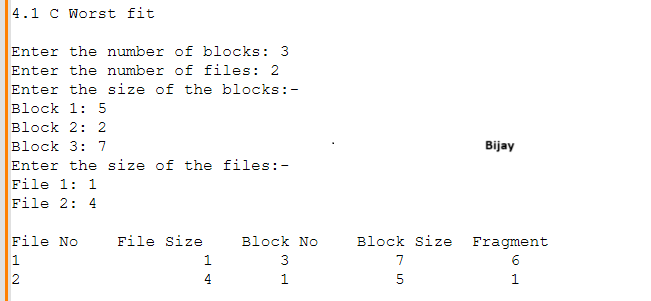 4.1 C Worst fit
Enter the number of blocks: 3
Enter the number of files: 2
Enter the size of the blocks:-
Block 1: 5
Block 2: 2
Block 3: 7
Bijay
Enter the size of the files:-
File 1: 1
File 2: 4
File No File Size Block No Block Size Fragment
1 1 3 7 6
2 4 1 5 1